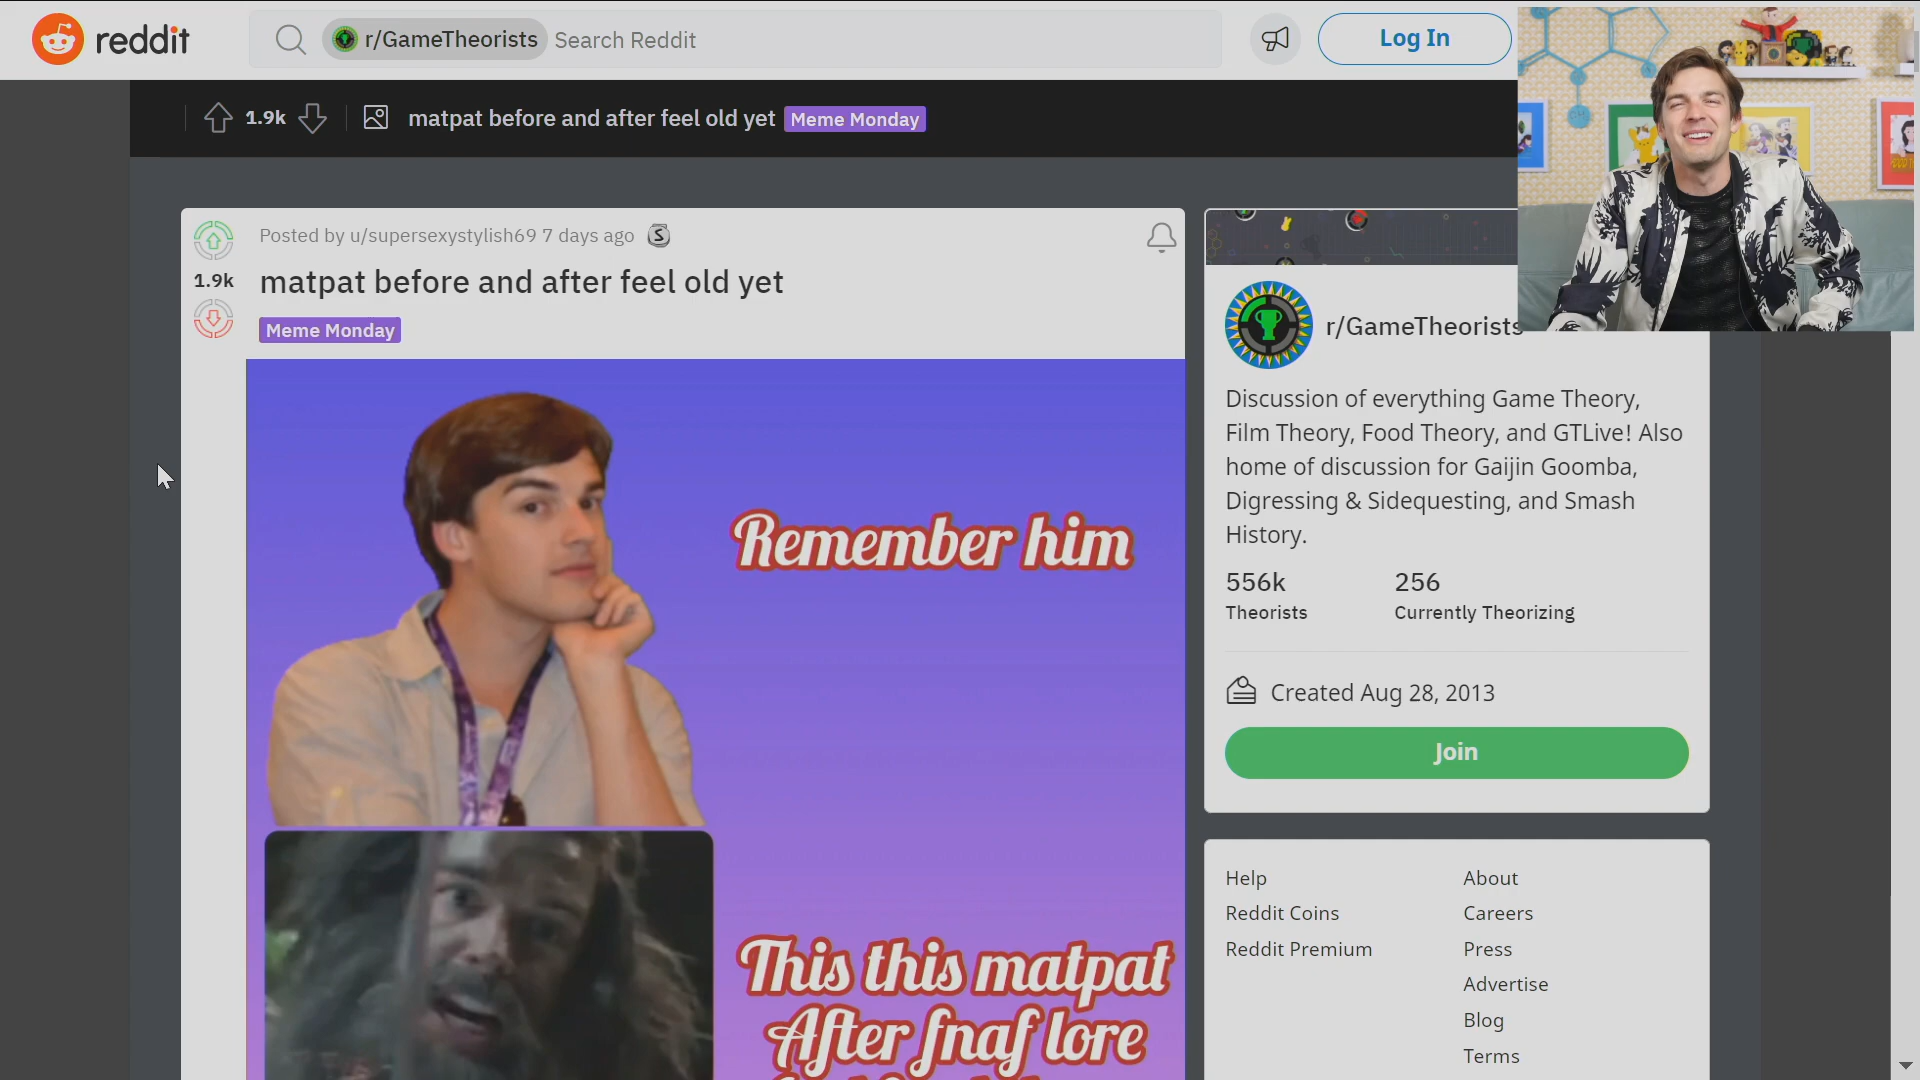 reddit
r/GameTheorists Search Reddit
Log In
1.9k
matpat before and after feel old yet Meme Monday
Posted by u/supersexystylish69 7 days ago
1.9k
matpat before and after feel old yet
Meme Monday
Remember him
This this matpat
After fnaf lore
r/GameTheorists
Discussion of everything Game Theory,
Film Theory, Food Theory, and GTLive! Also
home of discussion for Gaijin Goomba,
Digressing & Sidequesting, and Smash
History.
556k 256
Theorists Currently Theorizing
Created Aug 28, 2013
Join
Help About
Reddit Coins Careers
Reddit Premium Press
Advertise
Blog
Terms